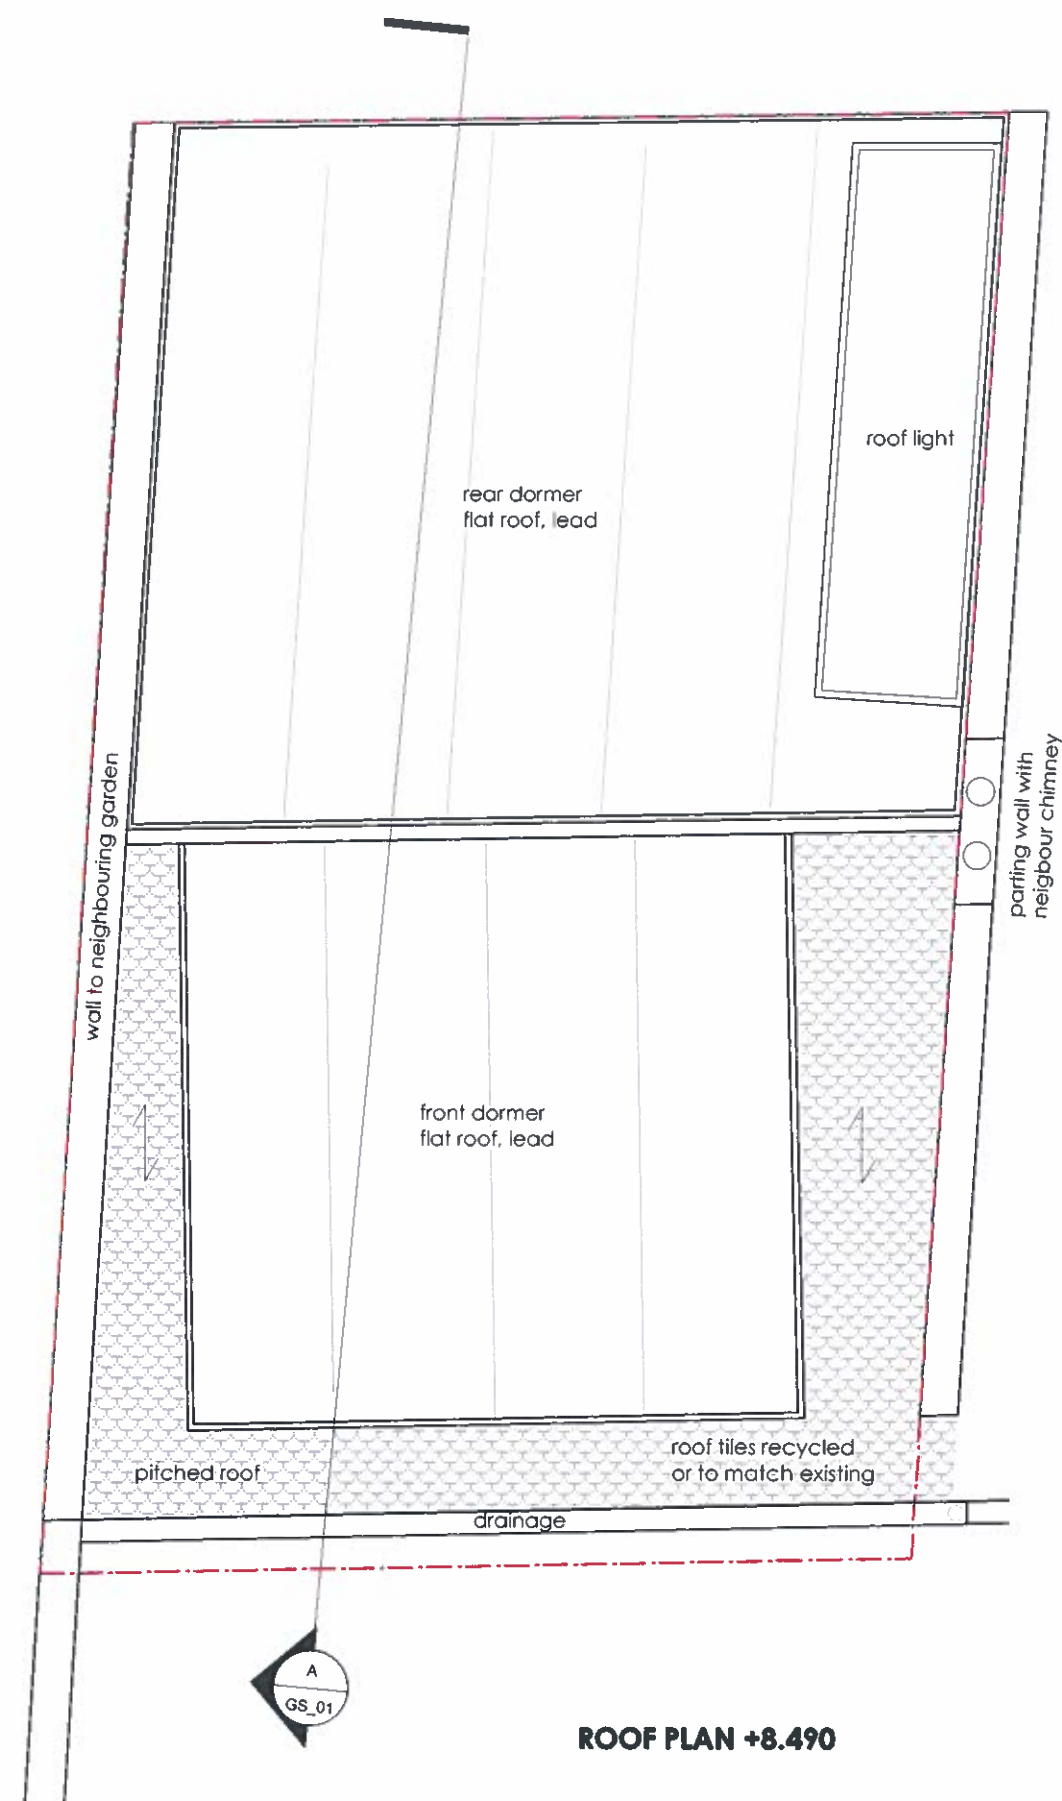 roof light
rear dormer
flat roof, lead
wall to neighbouring garden
parting wall with
neigbour chimney
front dormer
flat roof, lead
roof tiles recycled
or to match existing
pitched roof
drainage
A
GS_01
ROOF PLAN +8.490